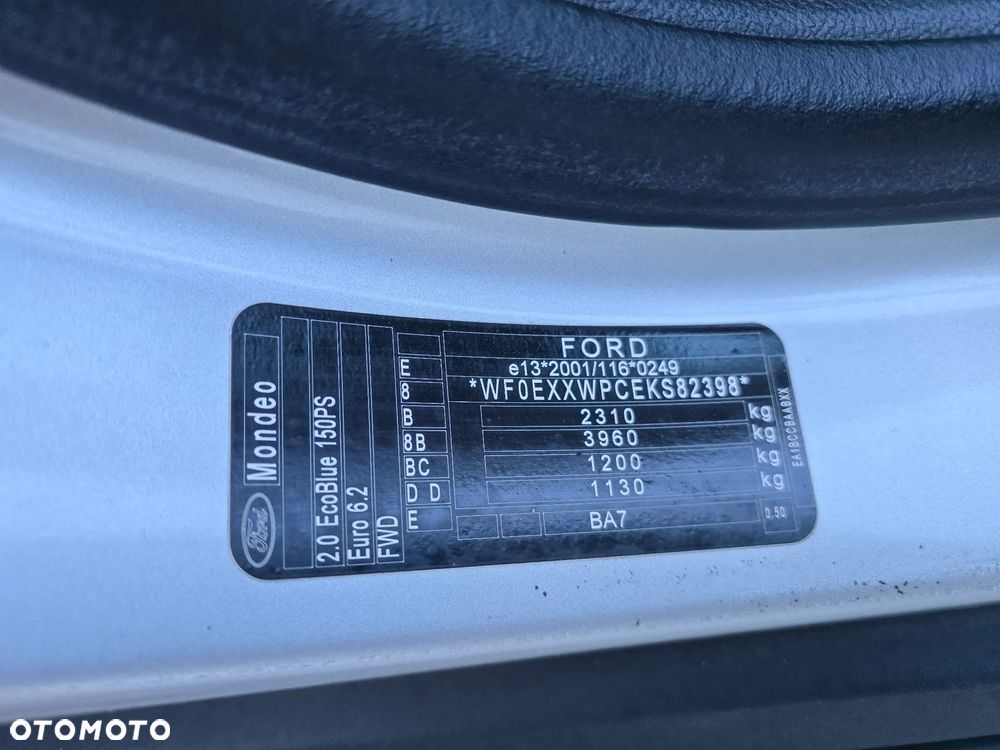 Ford
Mondeo
2.0 EcoBlue 150PS
Euro 6.2
FWD
E
8
B
8B
BC
D D
E
FORD
e13*2001/116*0249
*WF0EXXWPCEKS82398*
2310 kg
3960 kg
1200 kg
1130 kg
BA7
0.50
EA1BCCBAABXX
OTOMOTO